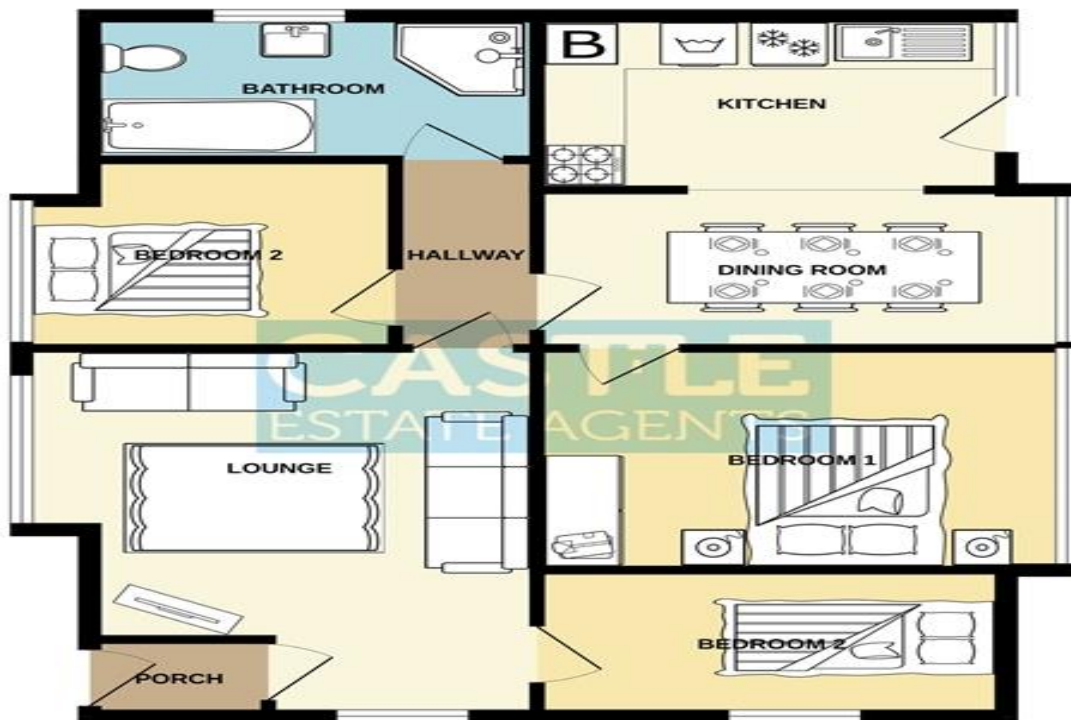 B
BATHROOM
KITCHEN
BEDROOM 2
HALLWAY
DINING ROOM
CASTLE
ESTATE AGENTS
LOUNGE
BEDROOM 1
BEDROOM 2
PORCH